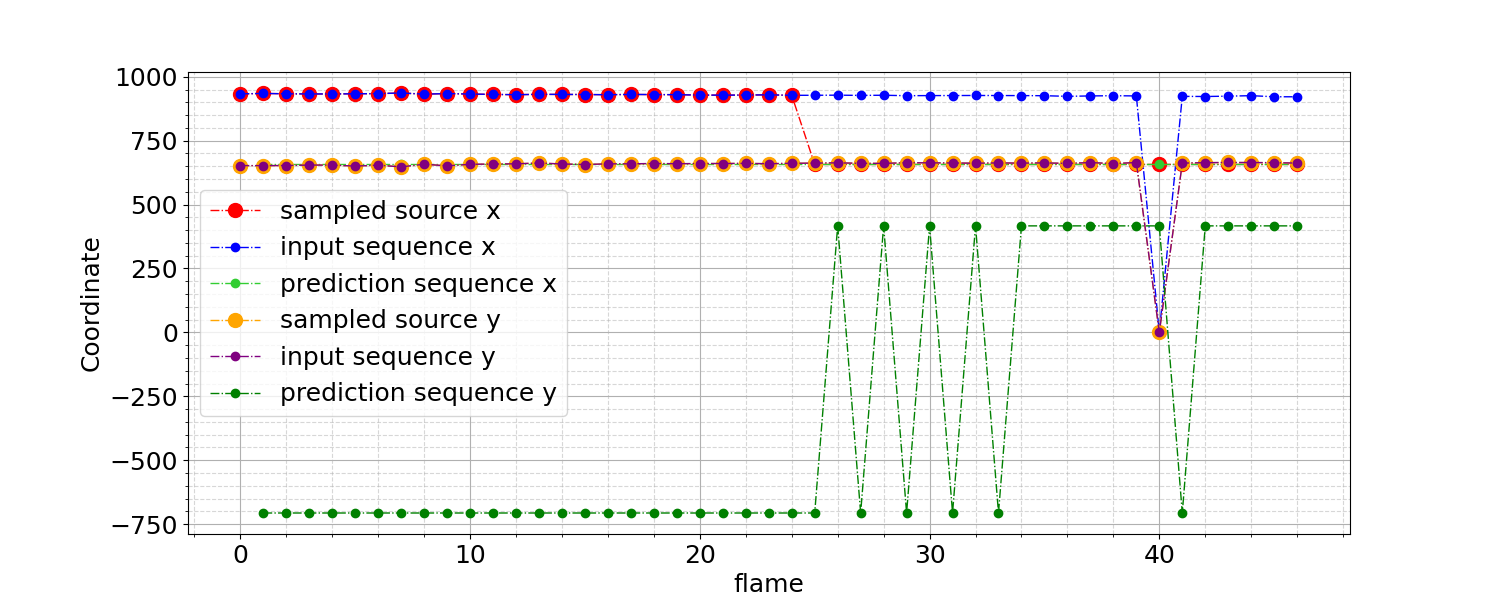 1000
750
500
250
0
−250
−500
−750
Coordinate
sampled source x
input sequence x
prediction sequence x
sampled source y
input sequence y
prediction sequence y
0 10 20 30 40
flame